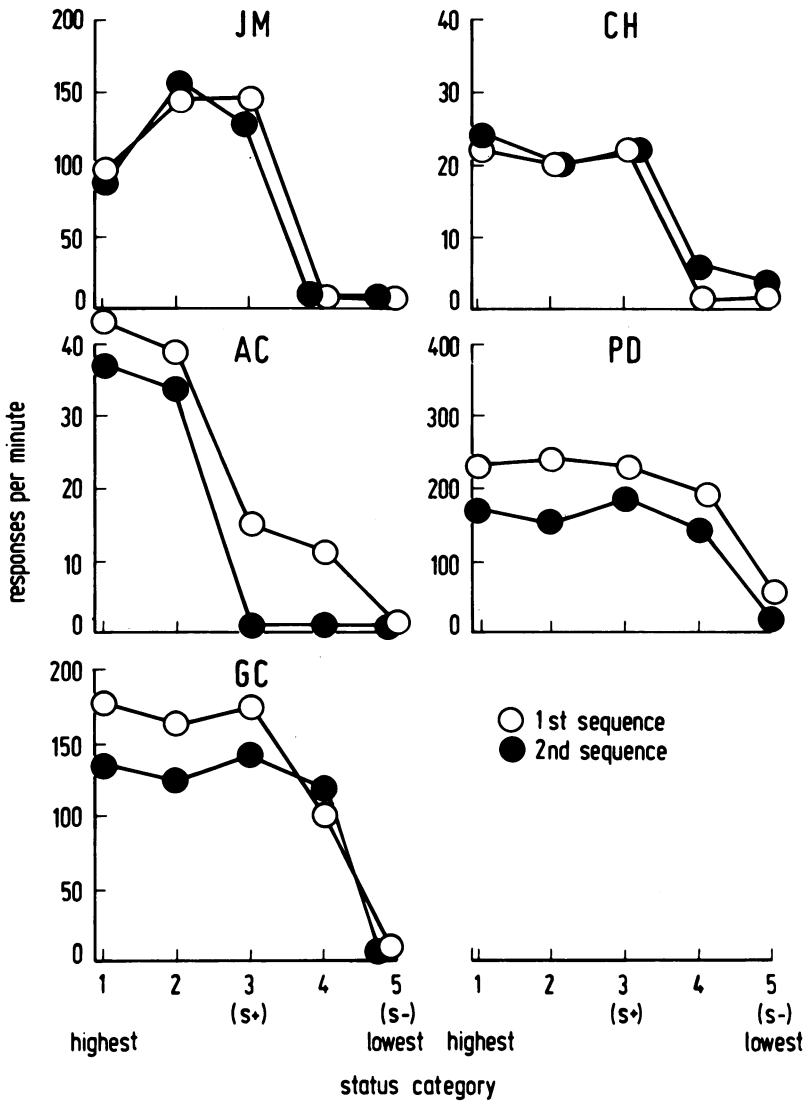 JM
200
150
100
50
0
CH
40
30
20
10
0
AC
40
30
20
10
0
PD
400
300
200
100
0
GC
200
150
100
50
0
responses per minute
1st sequence
2nd sequence
1 2 3 4 5
(s+) (s-)
highest lowest
1 2 3 4 5
(s+) (s-)
highest lowest
status category